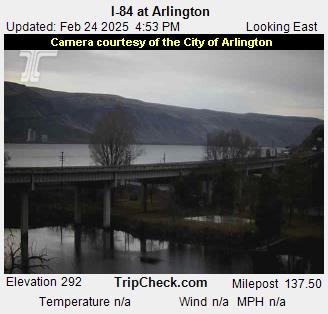 I-84 at Arlington
Updated: Feb 24 2025 4:53 PM Looking East
Camera courtesy of the City of Arlington
Elevation 292 TripCheck.com Milepost 137.50
Temperature n/a Wind n/a MPH n/a